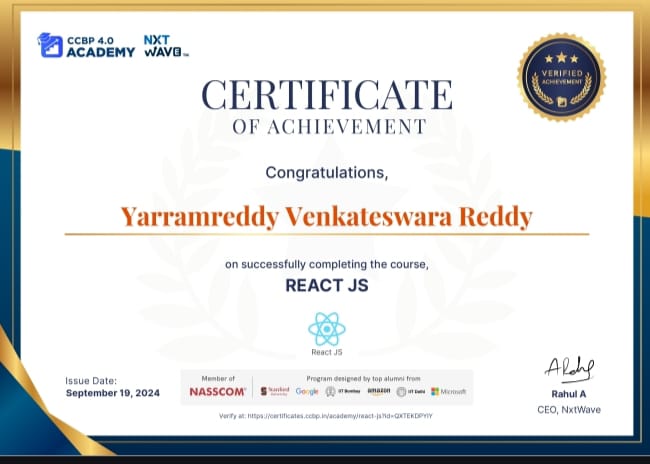 CCBP 4.0
ACADEMY
NXT
WAVE™
VERIFIED
ACHIEVEMENT
CERTIFICATE
OF ACHIEVEMENT
Congratulations,
Yarramreddy Venkateswara Reddy
on successfully completing the course,
REACT JS
React JS
Issue Date:
September 19, 2024
Member of
NASSCOM
Program designed by top alumni from
Stanford University Google IIT Bombay amazon IIT Delhi Microsoft
Rahul A
CEO, NxtWave
Verify at: https://certificates.ccbp.in/academy/react-js?id=QXTEKDPYIY